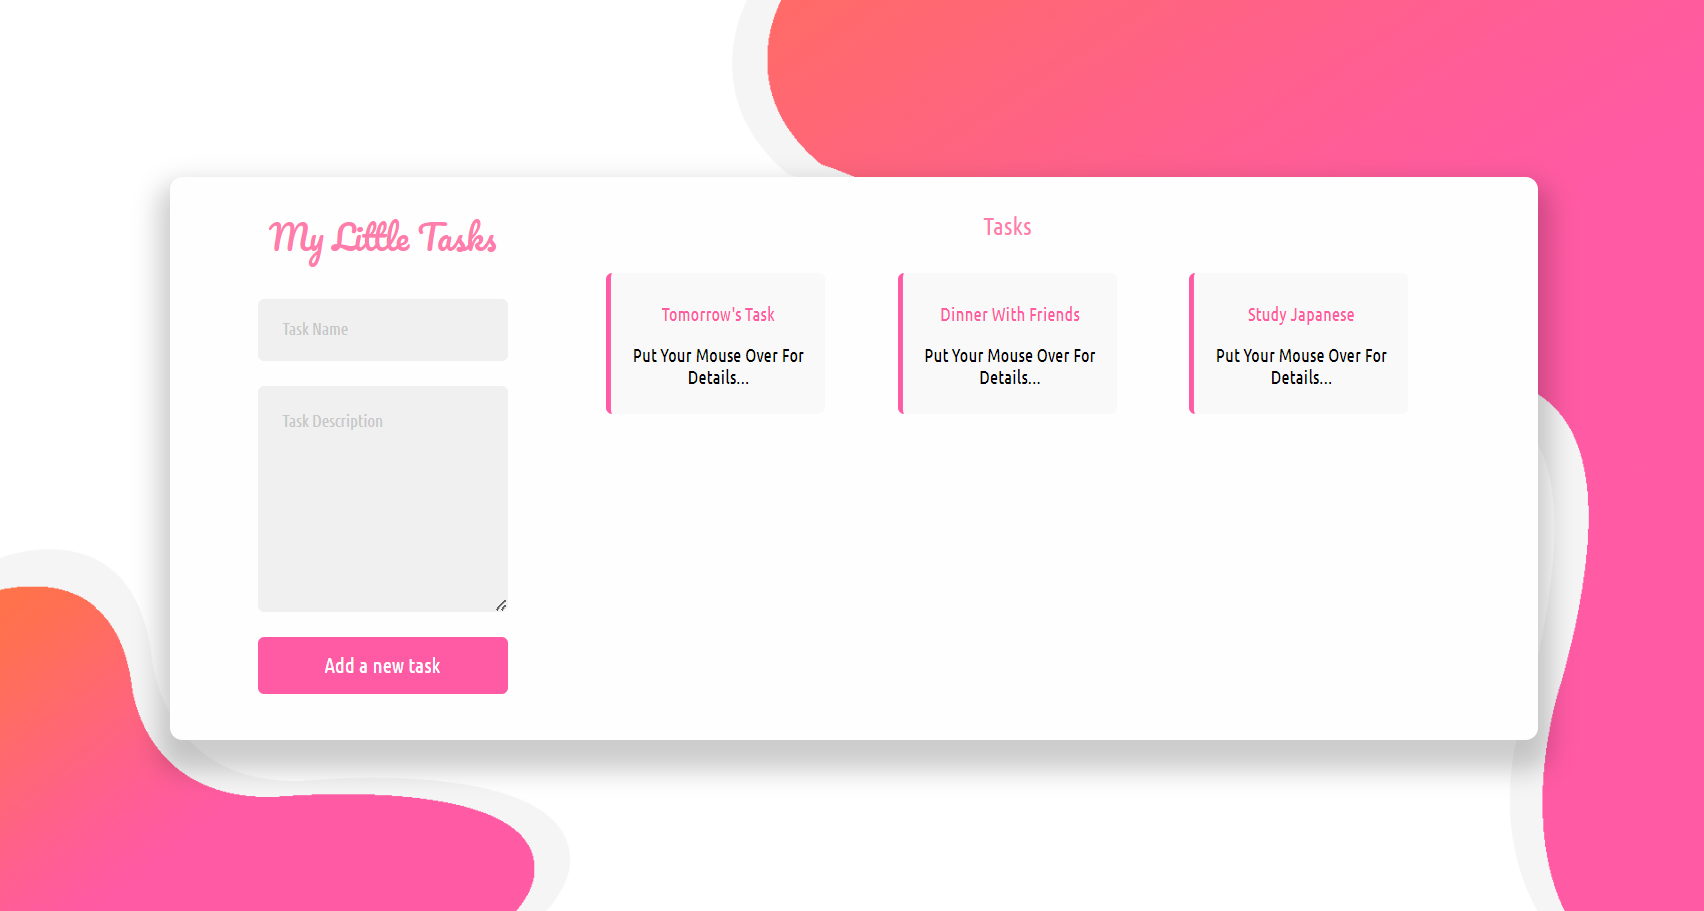 My Little Tasks
Task Name
Task Description
Add a new task
Tasks
Tomorrow's Task
Put Your Mouse Over For
Details...
Dinner With Friends
Put Your Mouse Over For
Details...
Study Japanese
Put Your Mouse Over For
Details...